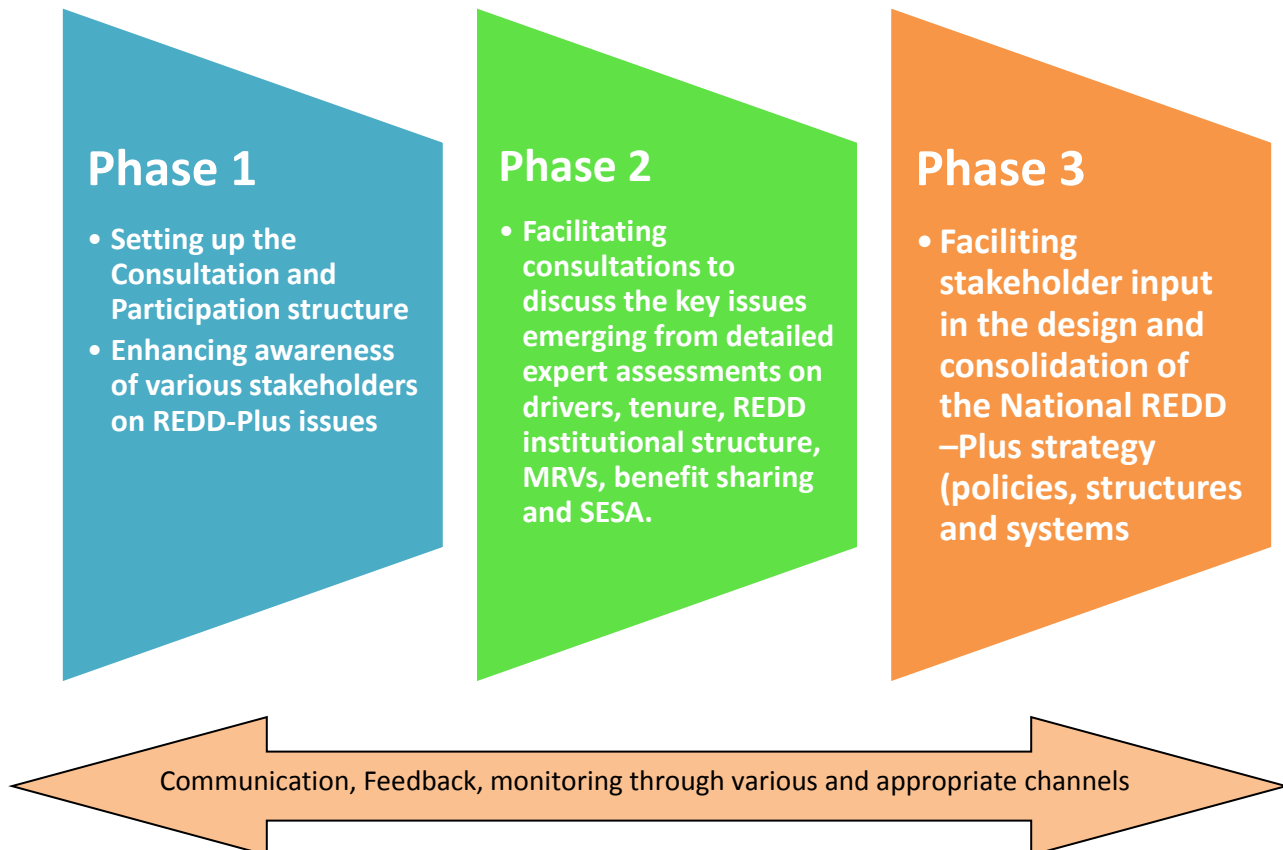 Phase 1
• Setting up the
Consultation and
Participation structure
• Enhancing awareness
of various stakeholders
on REDD-Plus issues
Phase 2
• Facilitating
consultations to
discuss the key issues
emerging from detailed
expert assessments on
drivers, tenure, REDD
institutional structure,
MRVs, benefit sharing
and SESA.
Phase 3
• Faciliting
stakeholder input
in the design and
consolidation of
the National REDD
–Plus strategy
(policies, structures
and systems
Communication, Feedback, monitoring through various and appropriate channels